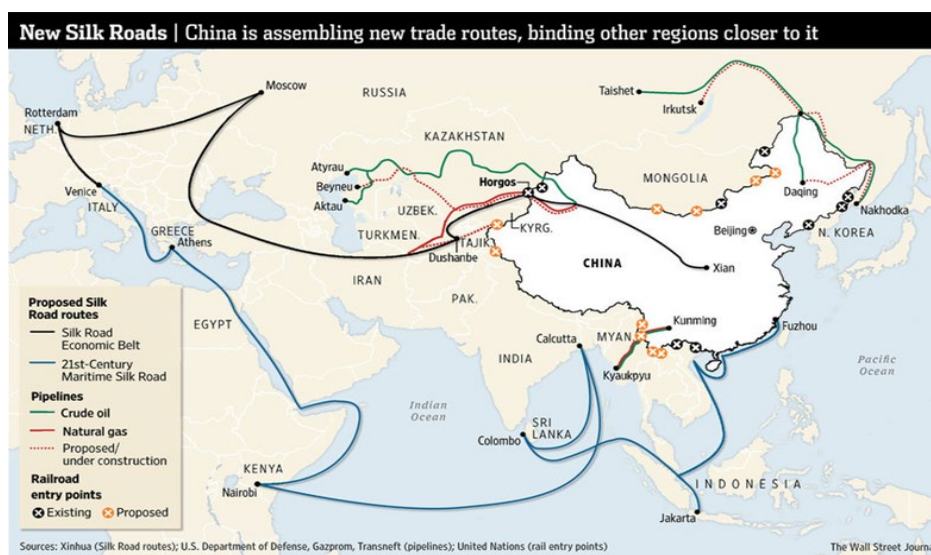 New Silk Roads | China is assembling new trade routes, binding other regions closer to it
Moscow
RUSSIA
Taishet
Irkutsk
Rotterdam
NETH.
KAZAKHSTAN
Atyrau
Beyneu
Aktau
Horgos
MONGOLIA
Daqing
Nakhodka
Venice
ITALY
UZBEK.
KYRG.
Beijing
N. KOREA
GREECE
Athens
TURKMEN.
TAJIK.
Dushanbe
CHINA
Xian
IRAN
PAK.
EGYPT
Calcutta
MYAN.
Kunming
Fuzhou
INDIA
Kyaukpyu
Pacific
Ocean
Indian
Ocean
Colombo
SRI
LANKA
KENYA
Nairobi
INDONESIA
Jakarta
Proposed Silk
Road routes
Silk Road
Economic Belt
21st-Century
Maritime Silk Road
Pipelines
Crude oil
Natural gas
Proposed/
under construction
Railroad
entry points
Existing
Proposed
Sources: Xinhua (Silk Road routes); U.S. Department of Defense, Gazprom, Transneft (pipelines); United Nations (rail entry points)
The Wall Street Journa